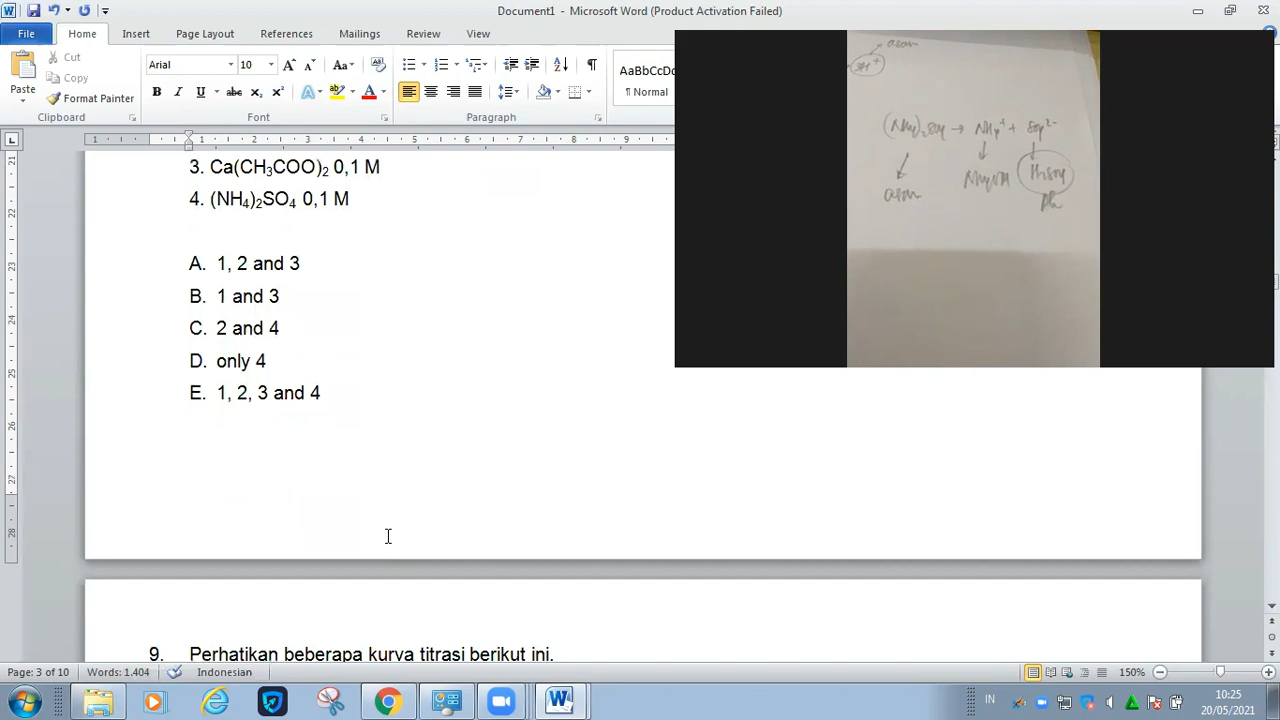 Document1 - Microsoft Word (Product Activation Failed)
File Home Insert Page Layout References Mailings Review View
Cut
Copy
Format Painter
Paste
Clipboard
Arial 10
Font
Paragraph
AaBbCcDc
¶ Normal
3. Ca(CH₃COO)₂ 0,1 M
4. (NH₄)₂SO₄ 0,1 M
A. 1, 2 and 3
B. 1 and 3
C. 2 and 4
D. only 4
E. 1, 2, 3 and 4
asam
(NH₄)₂SO₄ → NH₄⁺ + SO₄²⁻
asam NH₄OH H₂SO₄
9. Perhatikan beberapa kurva titrasi berikut ini.
Page: 3 of 10 Words: 1.404 Indonesian 150%
IN 10:25
20/05/2021